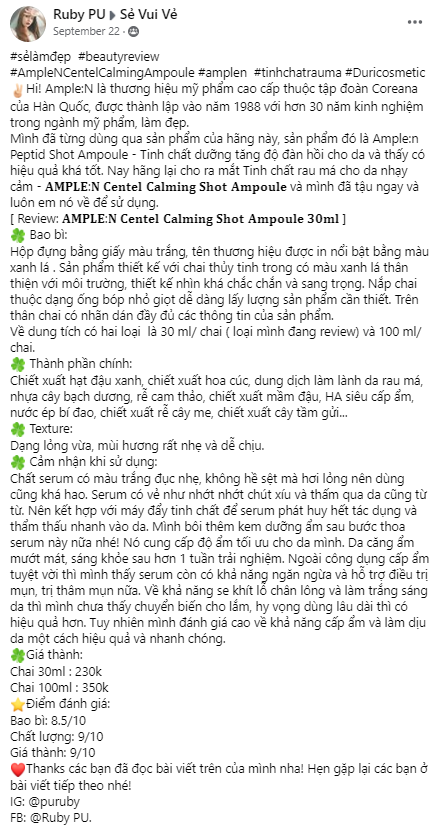 Ruby PU ▸ Sẻ Vui Vẻ
September 22 ·
#sẻlàmđẹp #beautyreview
#AmpleNCentelCalmingAmpoule #amplen #tinhchatrauma #Duricosmetic
✌🏻Hi! Ample:N là thương hiệu mỹ phẩm cao cấp thuộc tập đoàn Coreana
của Hàn Quốc, được thành lập vào năm 1988 với hơn 30 năm kinh nghiệm
trong ngành mỹ phẩm, làm đẹp.
Mình đã từng dùng qua sản phẩm của hãng này, sản phẩm đó là Ample:n
Peptid Shot Ampoule - Tinh chất dưỡng tăng độ đàn hồi cho da và thấy có
hiệu quả khá tốt. Nay hãng lại cho ra mắt Tinh chất rau má cho da nhạy
cảm - AMPLE:N Centel Calming Shot Ampoule và mình đã tậu ngay và
luôn em nó về để sử dụng.
[ Review: AMPLE:N Centel Calming Shot Ampoule 30ml ]
🍀 Bao bì:
Hộp đựng bằng giấy màu trắng, tên thương hiệu được in nổi bật bằng màu
xanh lá . Sản phẩm thiết kế với chai thủy tinh trong có màu xanh lá thân
thiện với môi trường, thiết kế nhìn khá chắc chắn và sang trọng. Nắp chai
thuộc dạng ống bóp nhỏ giọt dễ dàng lấy lượng sản phẩm cần thiết. Trên
thân chai có nhãn dán đầy đủ các thông tin của sản phẩm.
Về dung tích có hai loại là 30 ml/ chai ( loại mình đang review) và 100 ml/
chai.
🍀 Thành phần chính:
Chiết xuất hạt đậu xanh, chiết xuất hoa cúc, dung dịch làm lành da rau má,
nhựa cây bạch dương, rễ cam thảo, chiết xuất mầm đậu, HA siêu cấp ẩm,
nước ép bí đao, chiết xuất rễ cây me, chiết xuất cây tầm gửi...
🍀 Texture:
Dạng lỏng vừa, mùi hương rất nhẹ và dễ chịu.
🍀 Cảm nhận khi sử dụng:
Chất serum có màu trắng đục nhẹ, không hề sệt mà hơi lỏng nên dùng
cũng khá hao. Serum có vẻ như nhớt nhớt chút xíu và thấm qua da cũng từ
từ. Nên kết hợp với máy đẩy tinh chất để serum phát huy hết tác dụng và
thẩm thấu nhanh vào da. Mình bôi thêm kem dưỡng ẩm sau bước thoa
serum này nữa nhé! Nó cung cấp độ ẩm tối ưu cho da mình. Da căng ẩm
mướt mát, sáng khỏe sau hơn 1 tuần trải nghiệm. Ngoài công dụng cấp ẩm
tuyệt vời thì mình thấy serum còn có khả năng ngăn ngừa và hỗ trợ điều trị
mụn, trị thâm mụn nữa. Về khả năng se khít lỗ chân lông và làm trắng sáng
da thì mình chưa thấy chuyển biến cho lắm, hy vọng dùng lâu dài thì có
hiệu quả hơn. Tuy nhiên mình đánh giá cao về khả năng cấp ẩm và làm dịu
da một cách hiệu quả và nhanh chóng.
🍀Giá thành:
Chai 30ml : 230k
Chai 100ml : 350k
⭐Điểm đánh giá:
Bao bì: 8.5/10
Chất lượng: 9/10
Giá thành: 9/10
❤️Thanks các bạn đã đọc bài viết trên của mình nha! Hẹn gặp lại các bạn ở
bài viết tiếp theo nhé!
IG: @puruby
FB: @Ruby PU.